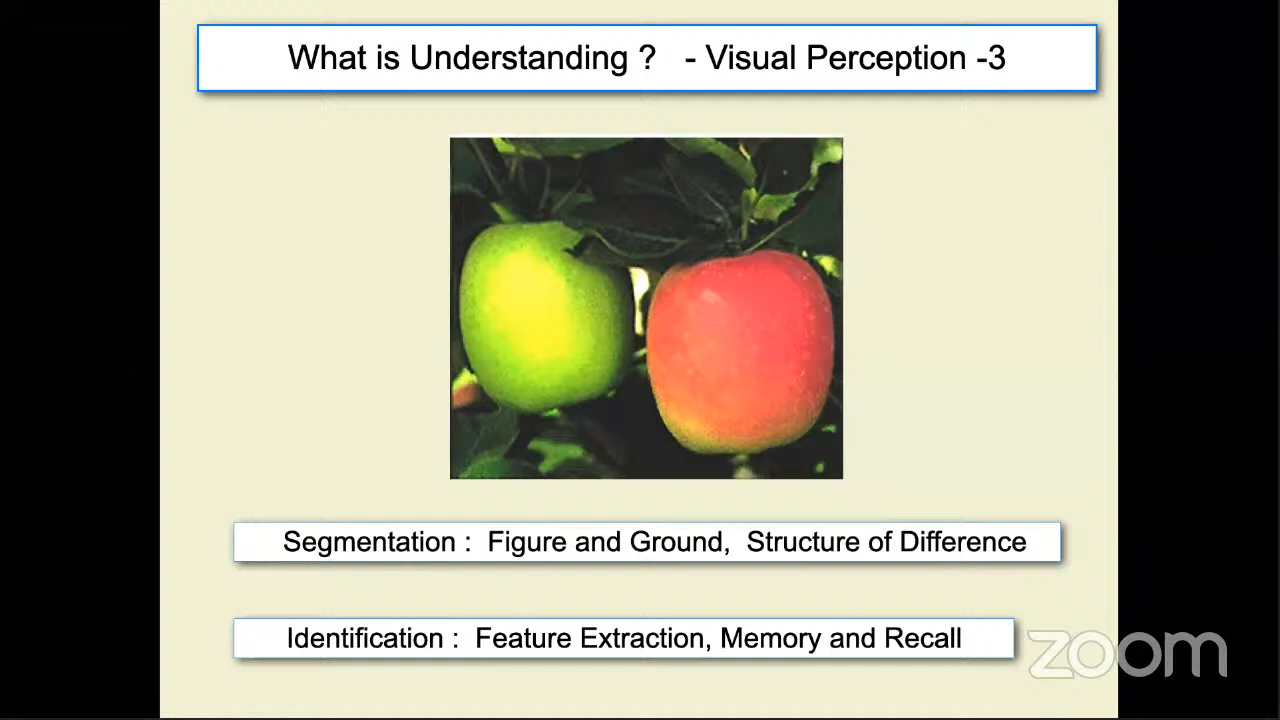 What is Understanding ?   - Visual Perception -3
Segmentation :  Figure and Ground,  Structure of Difference
Identification :  Feature Extraction, Memory and Recall
zoom